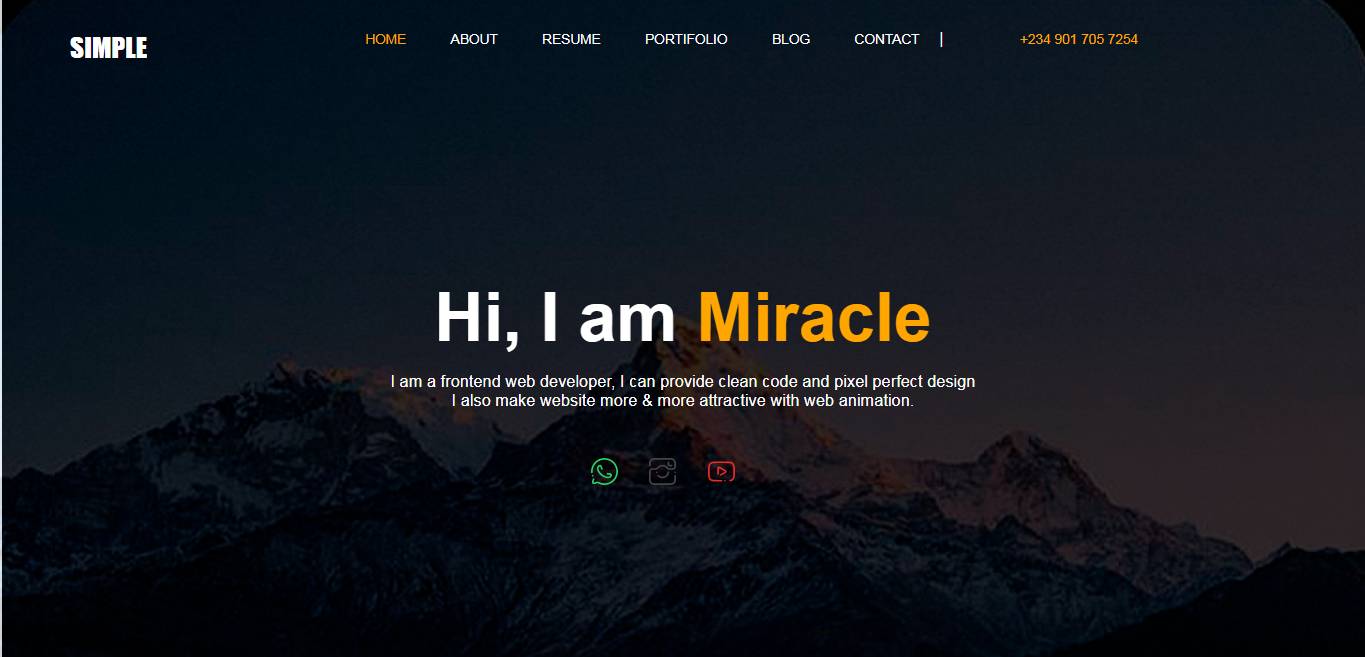 SIMPLE
HOME ABOUT RESUME PORTIFOLIO BLOG CONTACT | +234 901 705 7254
Hi, I am Miracle
I am a frontend web developer, I can provide clean code and pixel perfect design
I also make website more & more attractive with web animation.